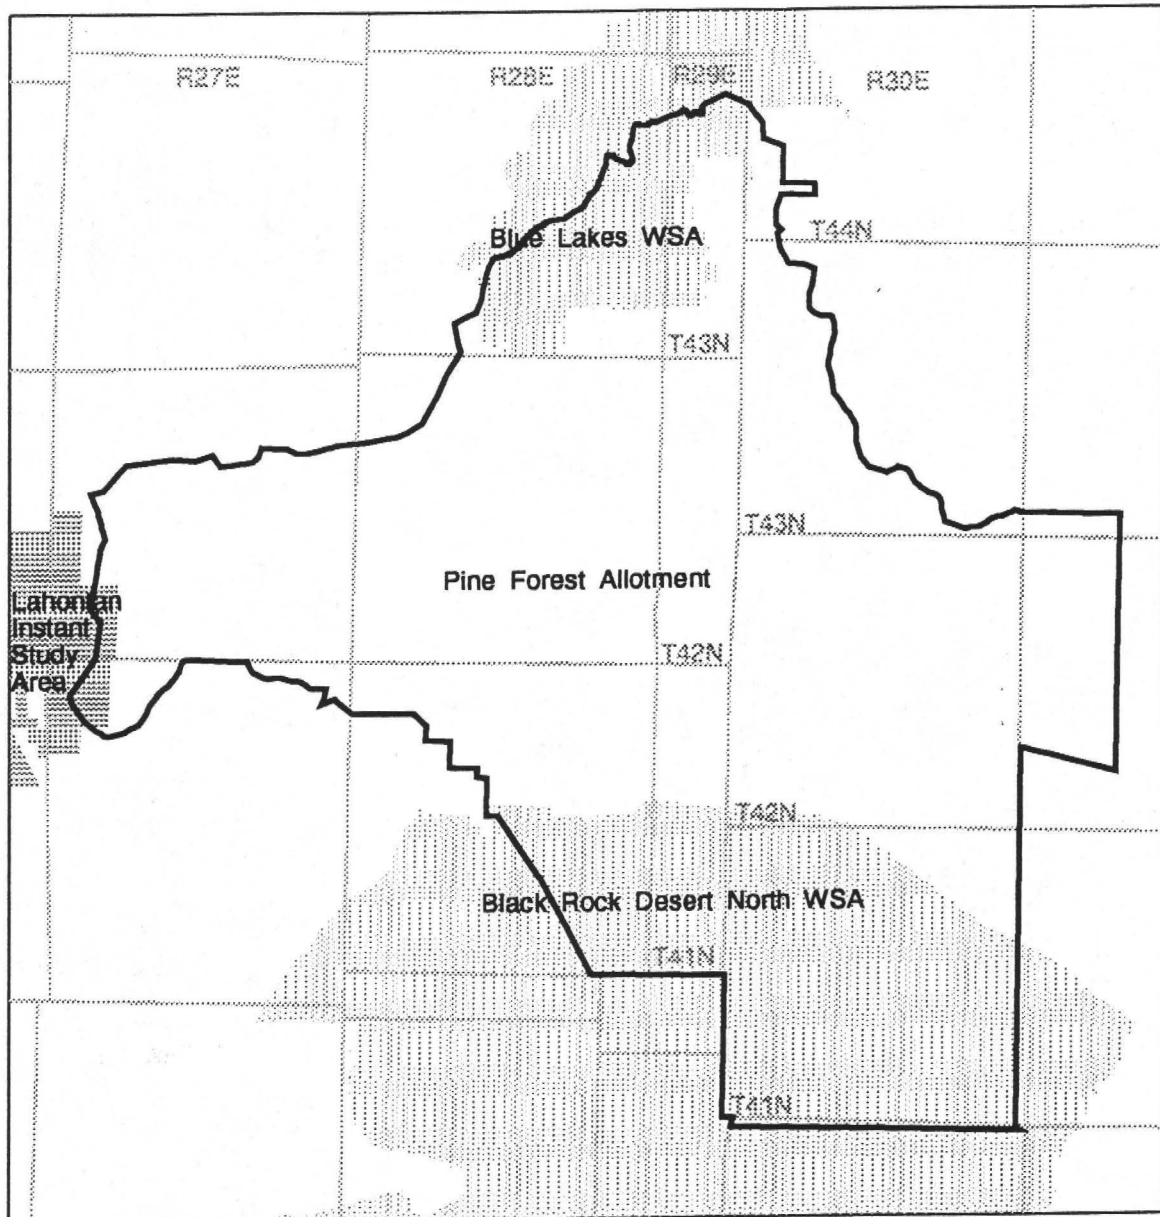 R27E R28E R29E R30E
T44N
Blue Lakes WSA
T43N
T43N
Pine Forest Allotment
Lahontan
Instant
Study
Area
T42N
T42N
Black Rock Desert North WSA
T41N
T41N